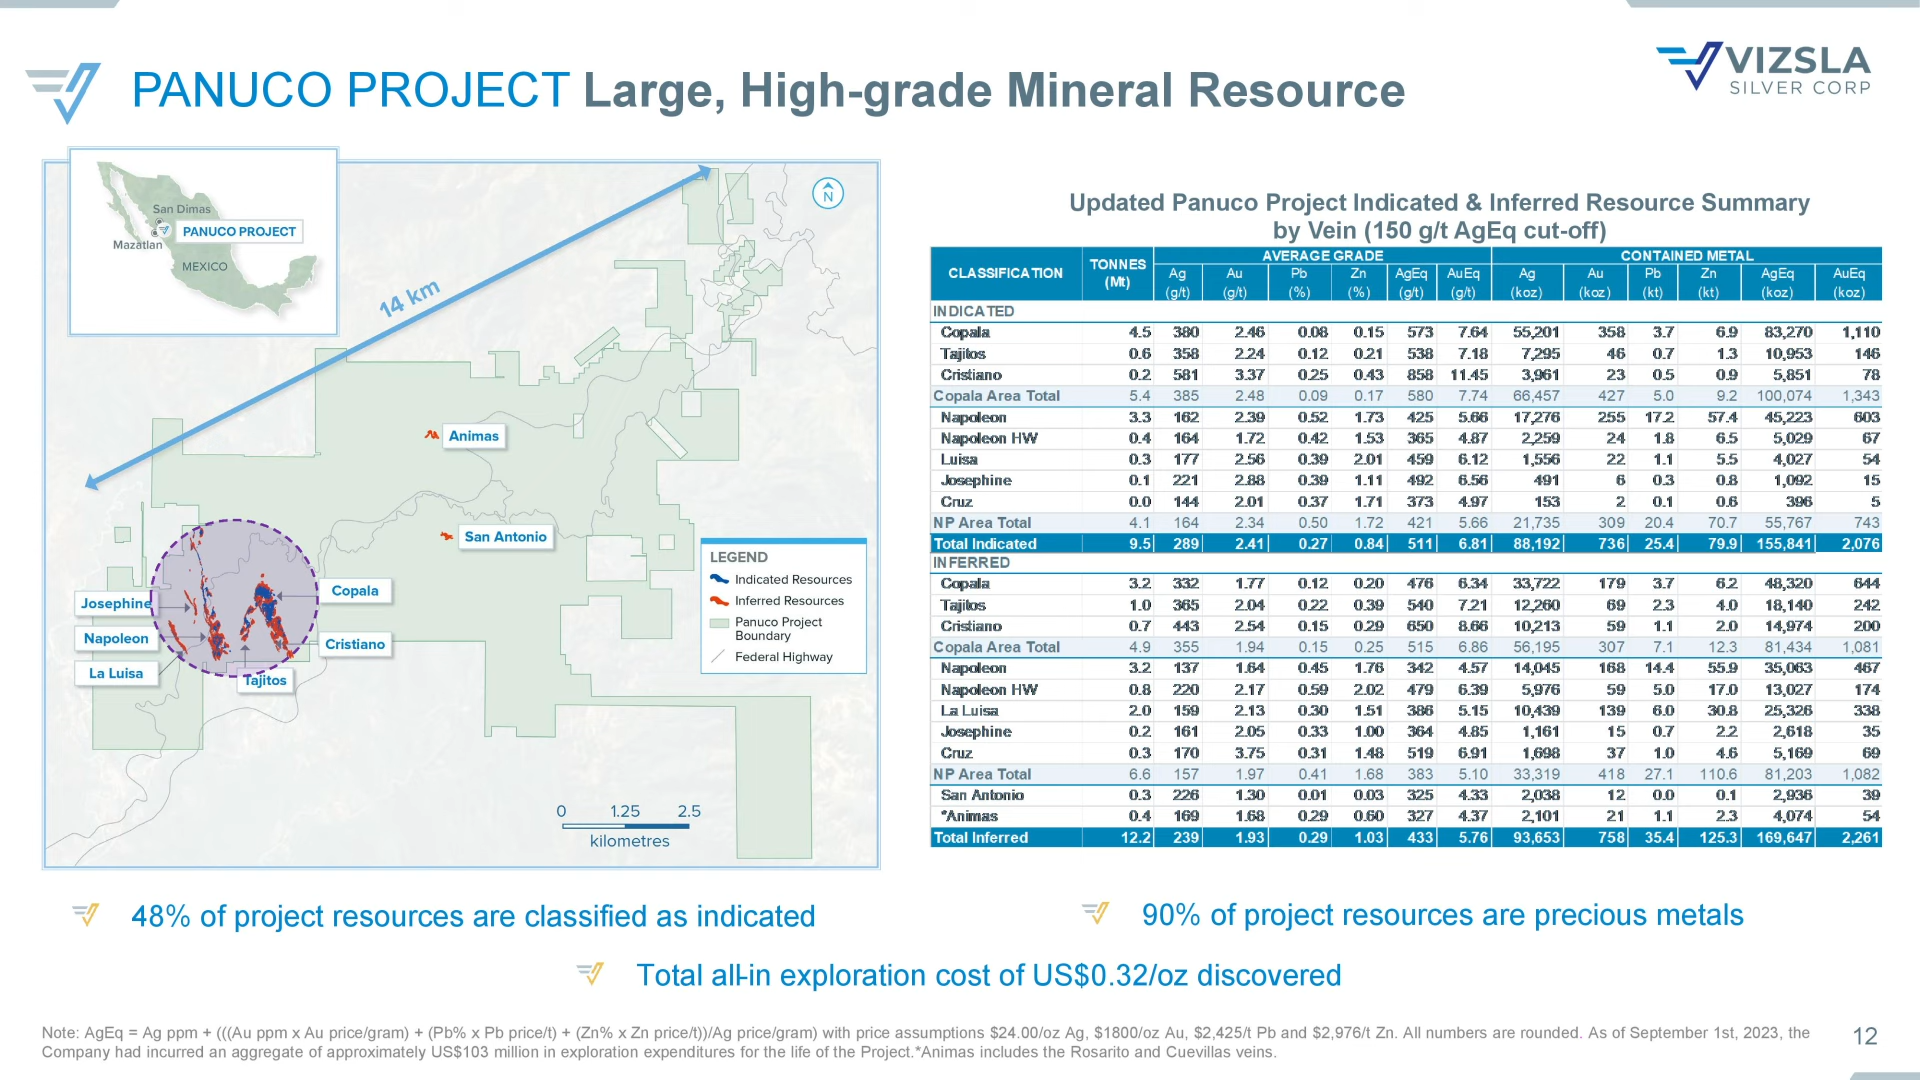 PANUCO PROJECT Large, High-grade Mineral Resource
VIZSLA
SILVER CORP
San Dimas
PANUCO PROJECT
Mazatlan
MEXICO
N
14 km
Animas
San Antonio
Copala
Josephine
Napoleon
Cristiano
La Luisa
Tajitos
LEGEND
Indicated Resources
Inferred Resources
Panuco Project
Boundary
Federal Highway
0 1.25 2.5
kilometres
Updated Panuco Project Indicated & Inferred Resource Summary
by Vein (150 g/t AgEq cut-off)
CLASSIFICATION TONNES (Mt) AVERAGE GRADE CONTAINED METAL
Ag Au Pb Zn AgEq AuEq Ag Au Pb Zn AgEq AuEq
(g/t) (g/t) (%) (%) (g/t) (g/t) (koz) (koz) (kt) (kt) (koz) (koz)
INDICATED
Copala 4.5 380 2.46 0.08 0.15 573 7.64 55,201 358 3.7 6.9 83,270 1,110
Tajitos 0.6 358 2.24 0.12 0.21 538 7.18 7,295 46 0.7 1.3 10,953 146
Cristiano 0.2 581 3.37 0.25 0.43 858 11.45 3,961 23 0.5 0.9 5,851 78
Copala Area Total 5.4 385 2.48 0.09 0.17 580 7.74 66,457 427 5.0 9.2 100,074 1,343
Napoleon 3.3 162 2.39 0.52 1.73 425 5.66 17,276 255 17.2 57.4 45,223 603
Napoleon HW 0.4 164 1.72 0.42 1.53 365 4.87 2,259 24 1.8 6.5 5,029 67
Luisa 0.3 177 2.56 0.39 2.01 459 6.12 1,556 22 1.1 5.5 4,027 54
Josephine 0.1 221 2.88 0.39 1.11 492 6.56 491 6 0.3 0.8 1,092 15
Cruz 0.0 144 2.01 0.37 1.71 373 4.97 153 2 0.1 0.6 396 5
NP Area Total 4.1 164 2.34 0.50 1.72 421 5.66 21,735 309 20.4 70.7 55,767 743
Total Indicated 9.5 289 2.41 0.27 0.84 511 6.81 88,192 736 25.4 79.9 155,841 2,076
INFERRED
Copala 3.2 332 1.77 0.12 0.20 476 6.34 33,722 179 3.7 6.2 48,320 644
Tajitos 1.0 365 2.04 0.22 0.39 540 7.21 12,260 69 2.3 4.0 18,140 242
Cristiano 0.7 443 2.54 0.15 0.29 650 8.66 10,213 59 1.1 2.0 14,974 200
Copala Area Total 4.9 355 1.94 0.15 0.25 515 6.86 56,195 307 7.1 12.3 81,434 1,081
Napoleon 3.2 137 1.64 0.45 1.76 342 4.57 14,045 168 14.4 55.9 35,063 467
Napoleon HW 0.8 220 2.17 0.59 2.02 479 6.39 5,976 59 5.0 17.0 13,027 174
La Luisa 2.0 159 2.13 0.30 1.51 386 5.15 10,439 139 6.0 30.8 25,326 338
Josephine 0.2 161 2.05 0.33 1.00 364 4.85 1,161 15 0.7 2.2 2,618 35
Cruz 0.3 170 3.75 0.31 1.48 519 6.91 1,698 37 1.0 4.6 5,169 69
NP Area Total 6.6 157 1.97 0.41 1.68 383 5.10 33,319 418 27.1 110.6 81,203 1,082
San Antonio 0.3 226 1.30 0.01 0.03 325 4.33 2,038 12 0.0 0.1 2,936 39
*Animas 0.4 169 1.68 0.29 0.60 327 4.37 2,101 21 1.1 2.3 4,074 54
Total Inferred 12.2 239 1.93 0.29 1.03 433 5.76 93,653 758 35.4 125.3 169,647 2,261
48% of project resources are classified as indicated
90% of project resources are precious metals
Total all-in exploration cost of US$0.32/oz discovered
Note: AgEq = Ag ppm + (((Au ppm x Au price/gram) + (Pb% x Pb price/t) + (Zn% x Zn price/t))/Ag price/gram) with price assumptions $24.00/oz Ag, $1800/oz Au, $2,425/t Pb and $2,976/t Zn. All numbers are rounded. As of September 1st, 2023, the
Company had incurred an aggregate of approximately US$103 million in exploration expenditures for the life of the Project.*Animas includes the Rosarito and Cuevillas veins.
12